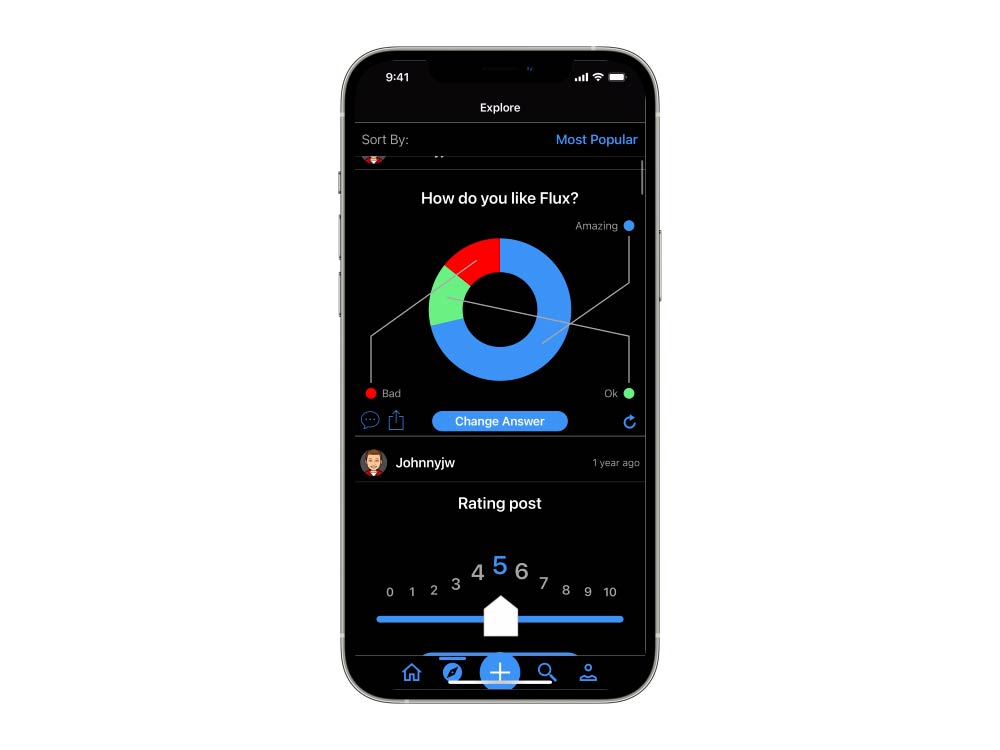 9:41
Explore
Sort By: Most Popular
How do you like Flux?
Amazing
Bad Ok
Change Answer
Johnnyjw 1 year ago
Rating post
0 1 2 3 4 5 6 7 8 9 10